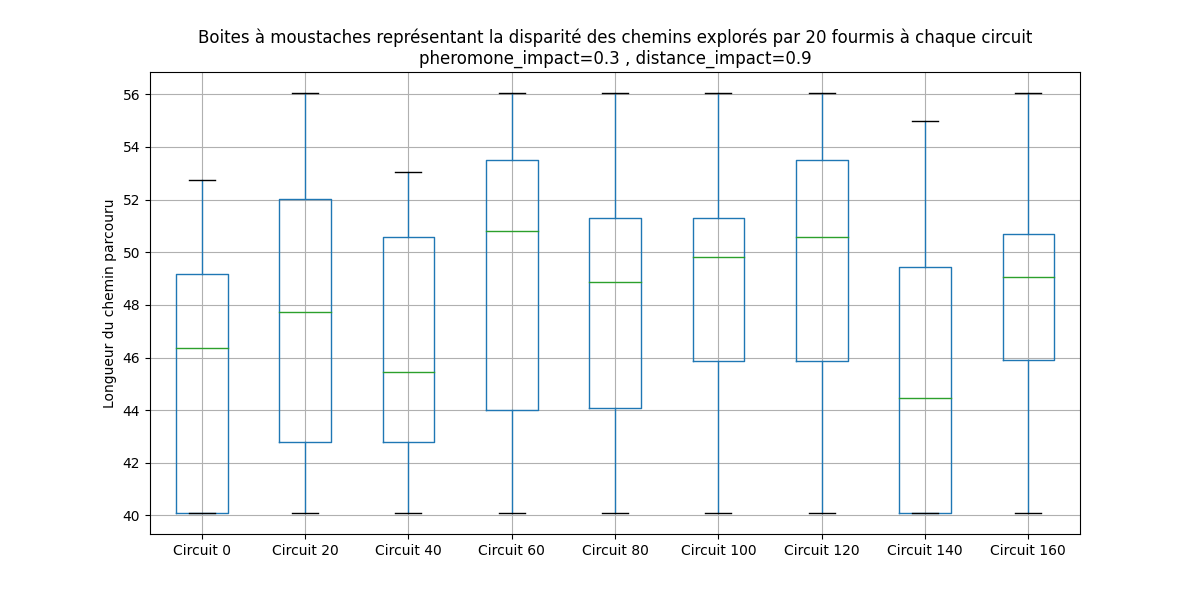 Boites à moustaches représentant la disparité des chemins explorés par 20 fourmis à chaque circuit
pheromone_impact=0.3 , distance_impact=0.9
Longueur du chemin parcouru
56
54
52
50
48
46
44
42
40
Circuit 0 Circuit 20 Circuit 40 Circuit 60 Circuit 80 Circuit 100 Circuit 120 Circuit 140 Circuit 160